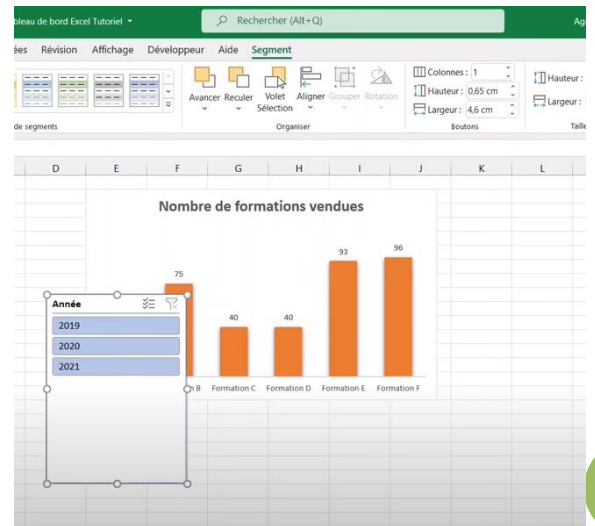 bleau de bord Excel Tutoriel
Rechercher (Alt+Q)
Ag
ées Révision Affichage Développeur Aide Segment
Avancer Reculer Volet Sélection Aligner Grouper Rotation
Colonnes : 1
Hauteur : 0,65 cm
Largeur : 4,6 cm
Hauteur :
Largeur :
de segments Organiser Boutons Taille
D E F G H I J K L
Nombre de formations vendues
75 40 40 93 96
n B Formation C Formation D Formation E Formation F
Année
2019
2020
2021